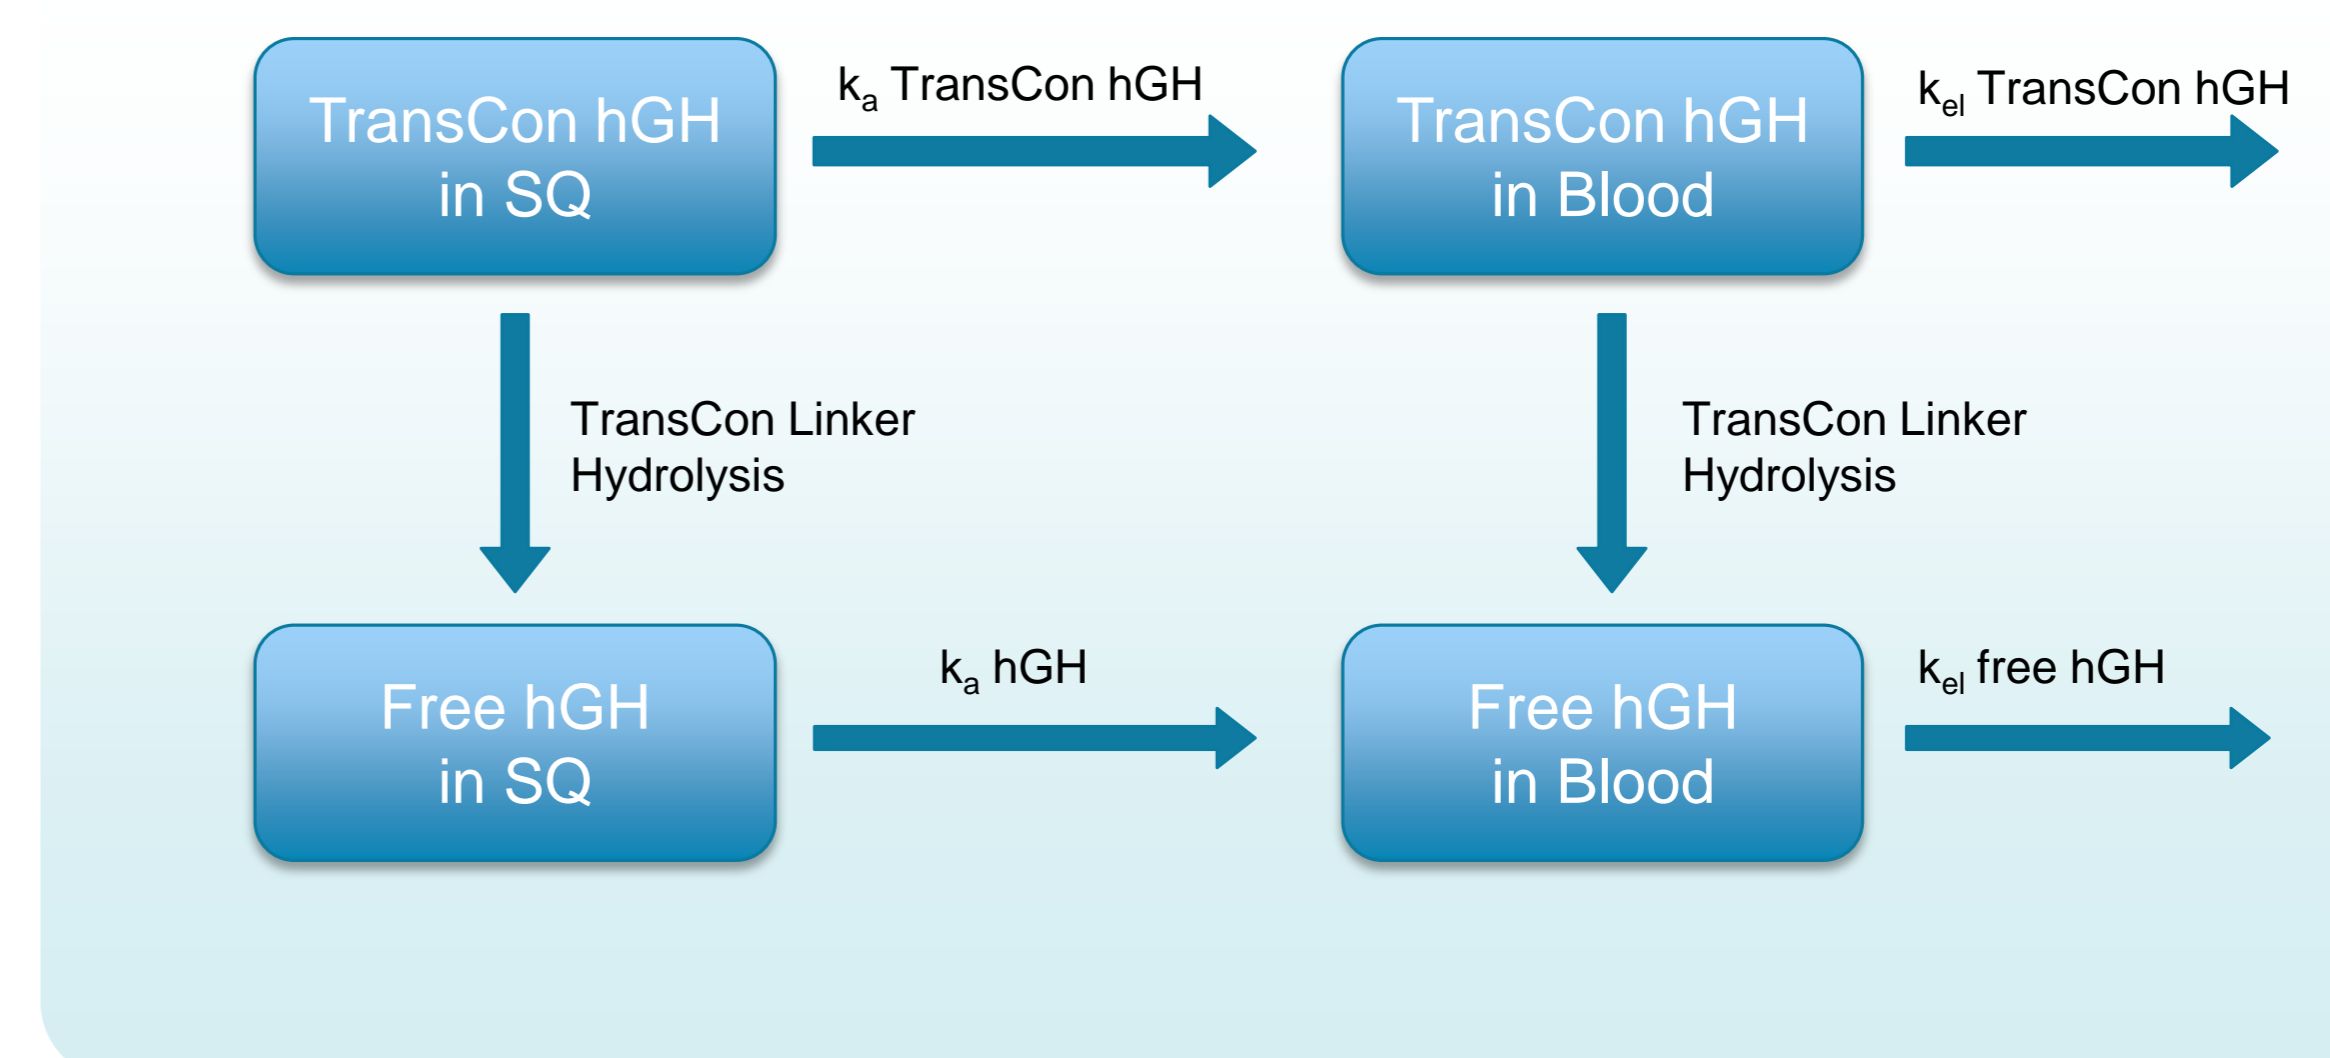 TransCon hGH
in SQ
kₐ TransCon hGH
TransCon hGH
in Blood
kₑₗ TransCon hGH
TransCon Linker
Hydrolysis
TransCon Linker
Hydrolysis
Free hGH
in SQ
kₐ hGH
Free hGH
in Blood
kₑₗ free hGH